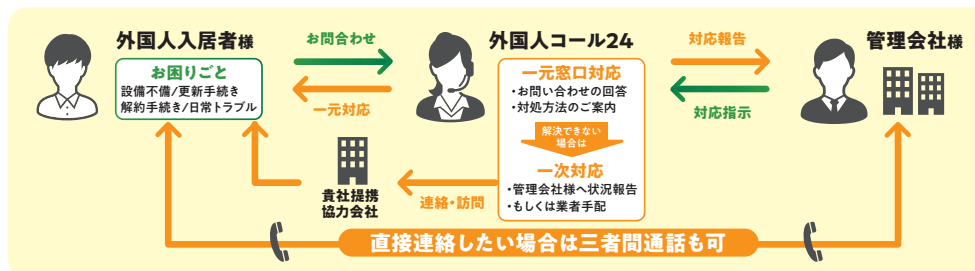 外国人入居者様
お困りごと
設備不備/更新手続き
解約手続き/日常トラブル
お問合わせ
一元対応
外国人コール24
一元窓口対応
・お問い合わせの回答
・対処方法のご案内
解決できない
場合は
一次対応
・管理会社様へ状況報告
・もしくは業者手配
対応報告
対応指示
管理会社様
貴社提携
協力会社
連絡・訪問
直接連絡したい場合は三者間通話も可